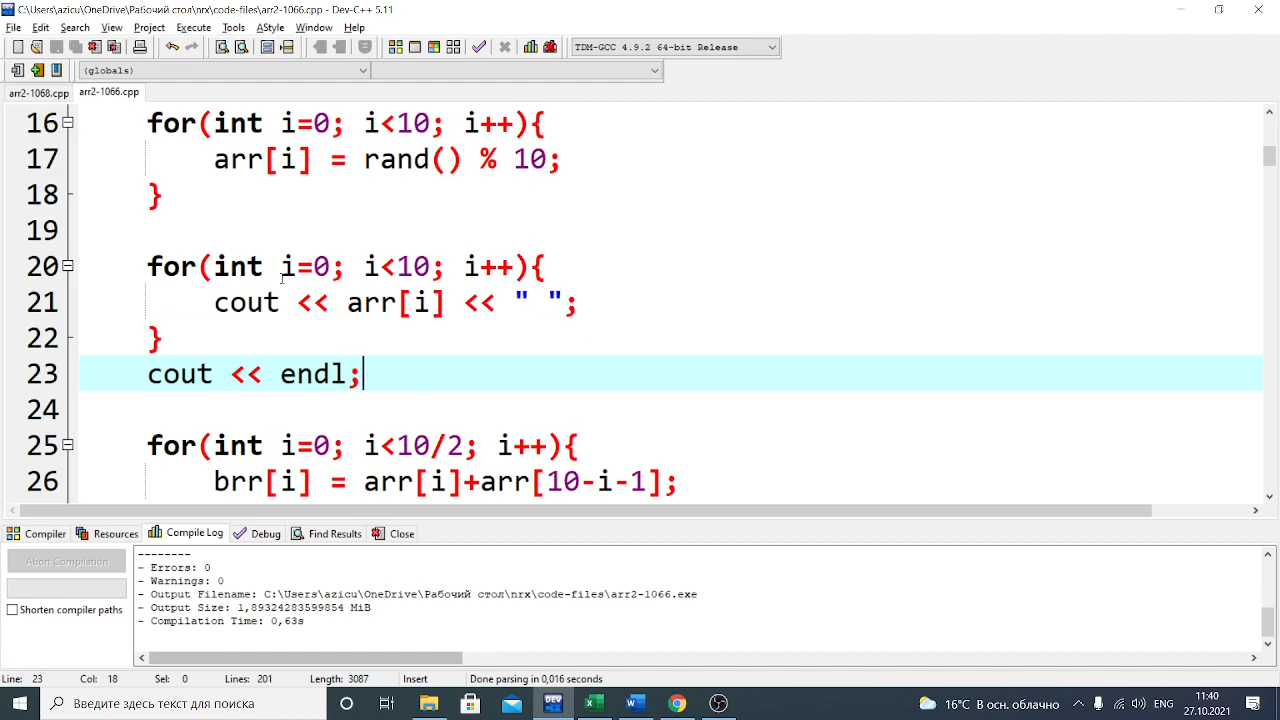 C:\Users\azicu\OneDrive\Рабочий стол\nrx\code-files\arr2-1066.cpp - Dev-C++ 5.11
File Edit Search View Project Execute Tools AStyle Window Help
TDM-GCC 4.9.2 64-bit Release
(globals)
arr2-1068.cpp arr2-1066.cpp
16 for(int i=0; i<10; i++){
17 arr[i] = rand() % 10;
18 }
19
20 for(int i=0; i<10; i++){
21 cout << arr[i] << " ";
22 }
23 cout << endl;
24
25 for(int i=0; i<10/2; i++){
26 brr[i] = arr[i]+arr[10-i-1];
Compiler Resources Compile Log Debug Find Results Close
Abort Compilation
Shorten compiler paths
--------
- Errors: 0
- Warnings: 0
- Output Filename: C:\Users\azicu\OneDrive\Рабочий стол\nrx\code-files\arr2-1066.exe
- Output Size: 1,89324283599854 MiB
- Compilation Time: 0,63s
Line: 23 Col: 18 Sel: 0 Lines: 201 Length: 3087 Insert Done parsing in 0,016 seconds
Введите здесь текст для поиска
DEV
16°C В осн. облачно
ENG
11:40
27.10.2021